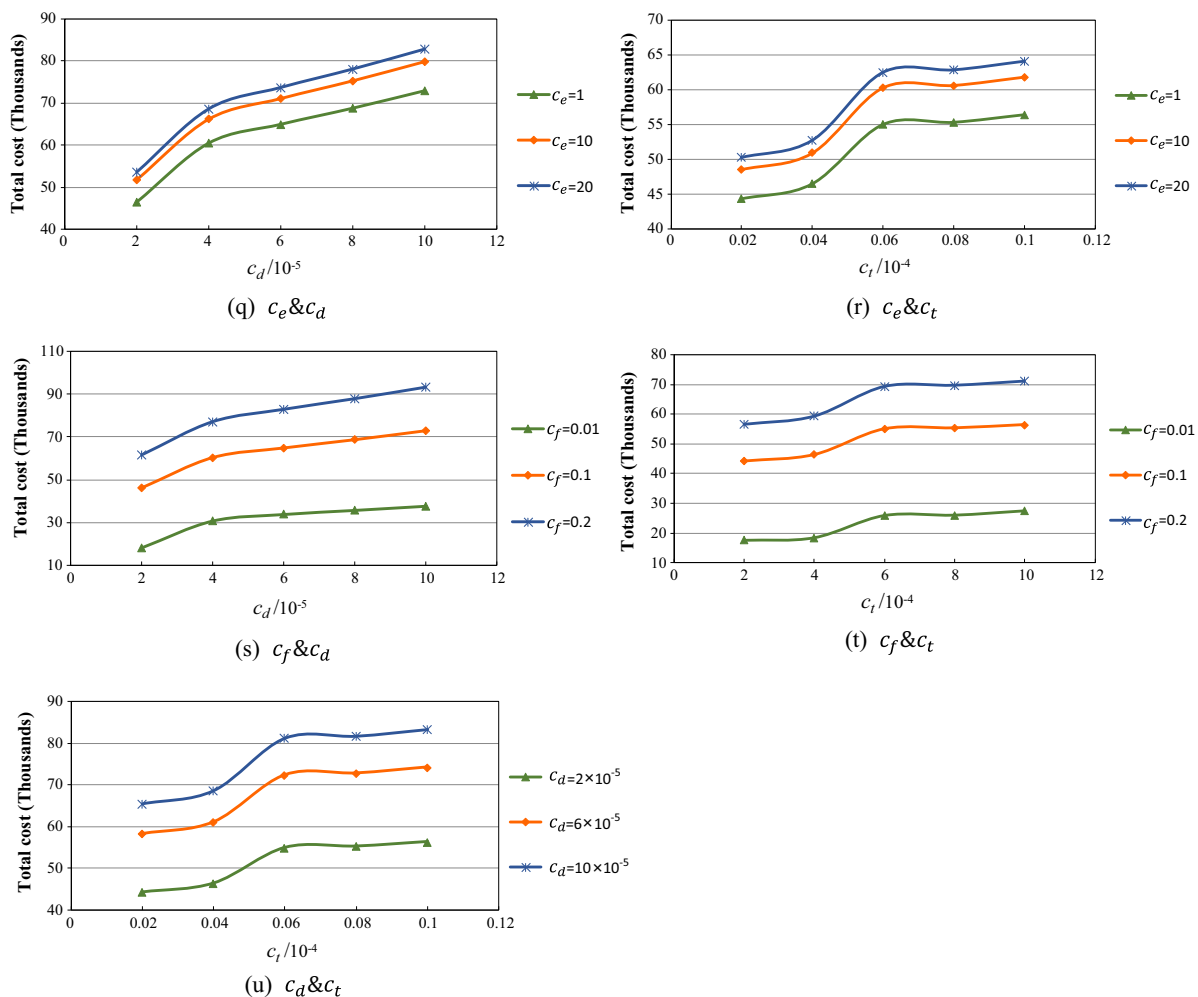 Total cost (Thousands)
90
80
70
60
50
40
0 2 4 6 8 10 12
c_d /10⁻⁵
c_e=1
c_e=10
c_e=20
(q) c_e&c_d
Total cost (Thousands)
70
65
60
55
50
45
40
0 0.02 0.04 0.06 0.08 0.1 0.12
c_t /10⁻⁴
c_e=1
c_e=10
c_e=20
(r) c_e&c_t
Total cost (Thousands)
110
90
70
50
30
10
0 2 4 6 8 10 12
c_d /10⁻⁵
c_f=0.01
c_f=0.1
c_f=0.2
(s) c_f&c_d
Total cost (Thousands)
80
70
60
50
40
30
20
10
0 2 4 6 8 10 12
c_t /10⁻⁴
c_f=0.01
c_f=0.1
c_f=0.2
(t) c_f&c_t
Total cost (Thousands)
90
80
70
60
50
40
0 0.02 0.04 0.06 0.08 0.1 0.12
c_t /10⁻⁴
c_d=2×10⁻⁵
c_d=6×10⁻⁵
c_d=10×10⁻⁵
(u) c_d&c_t